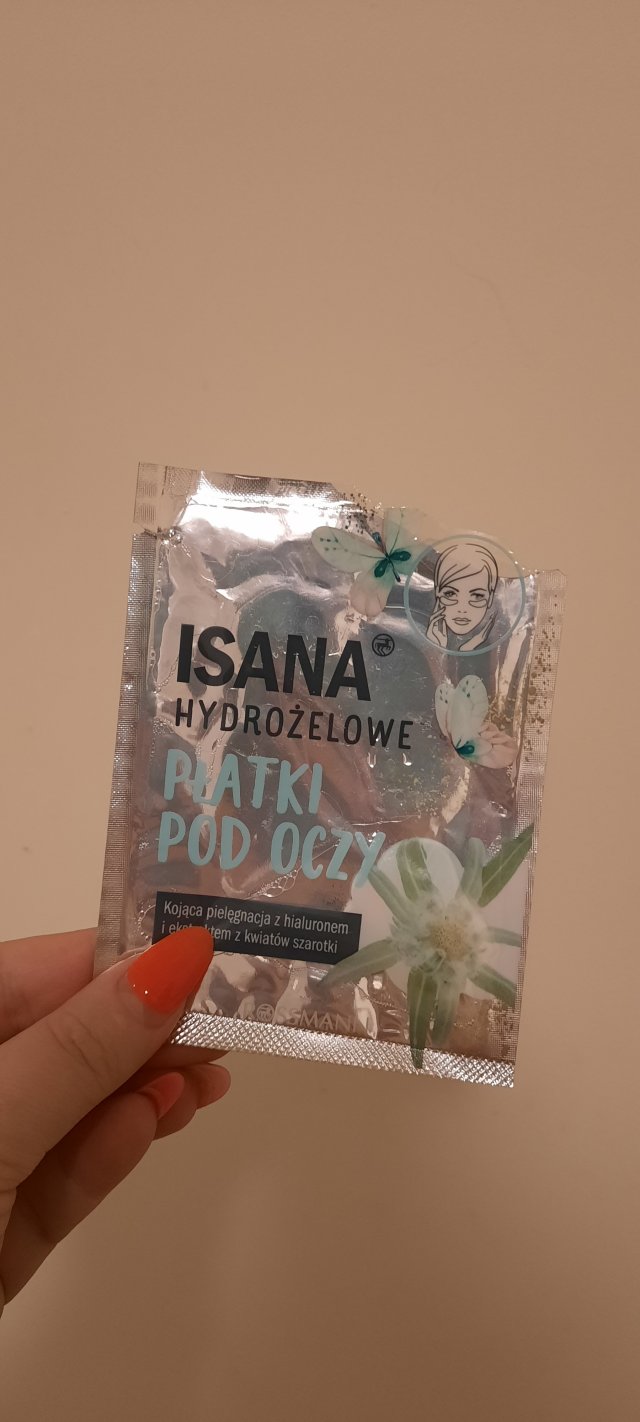 ISANA®
HYDROŻELOWE
PŁATKI
POD OCZY
Kojąca pielęgnacja z hialuronem
i z kwiatów szarotki